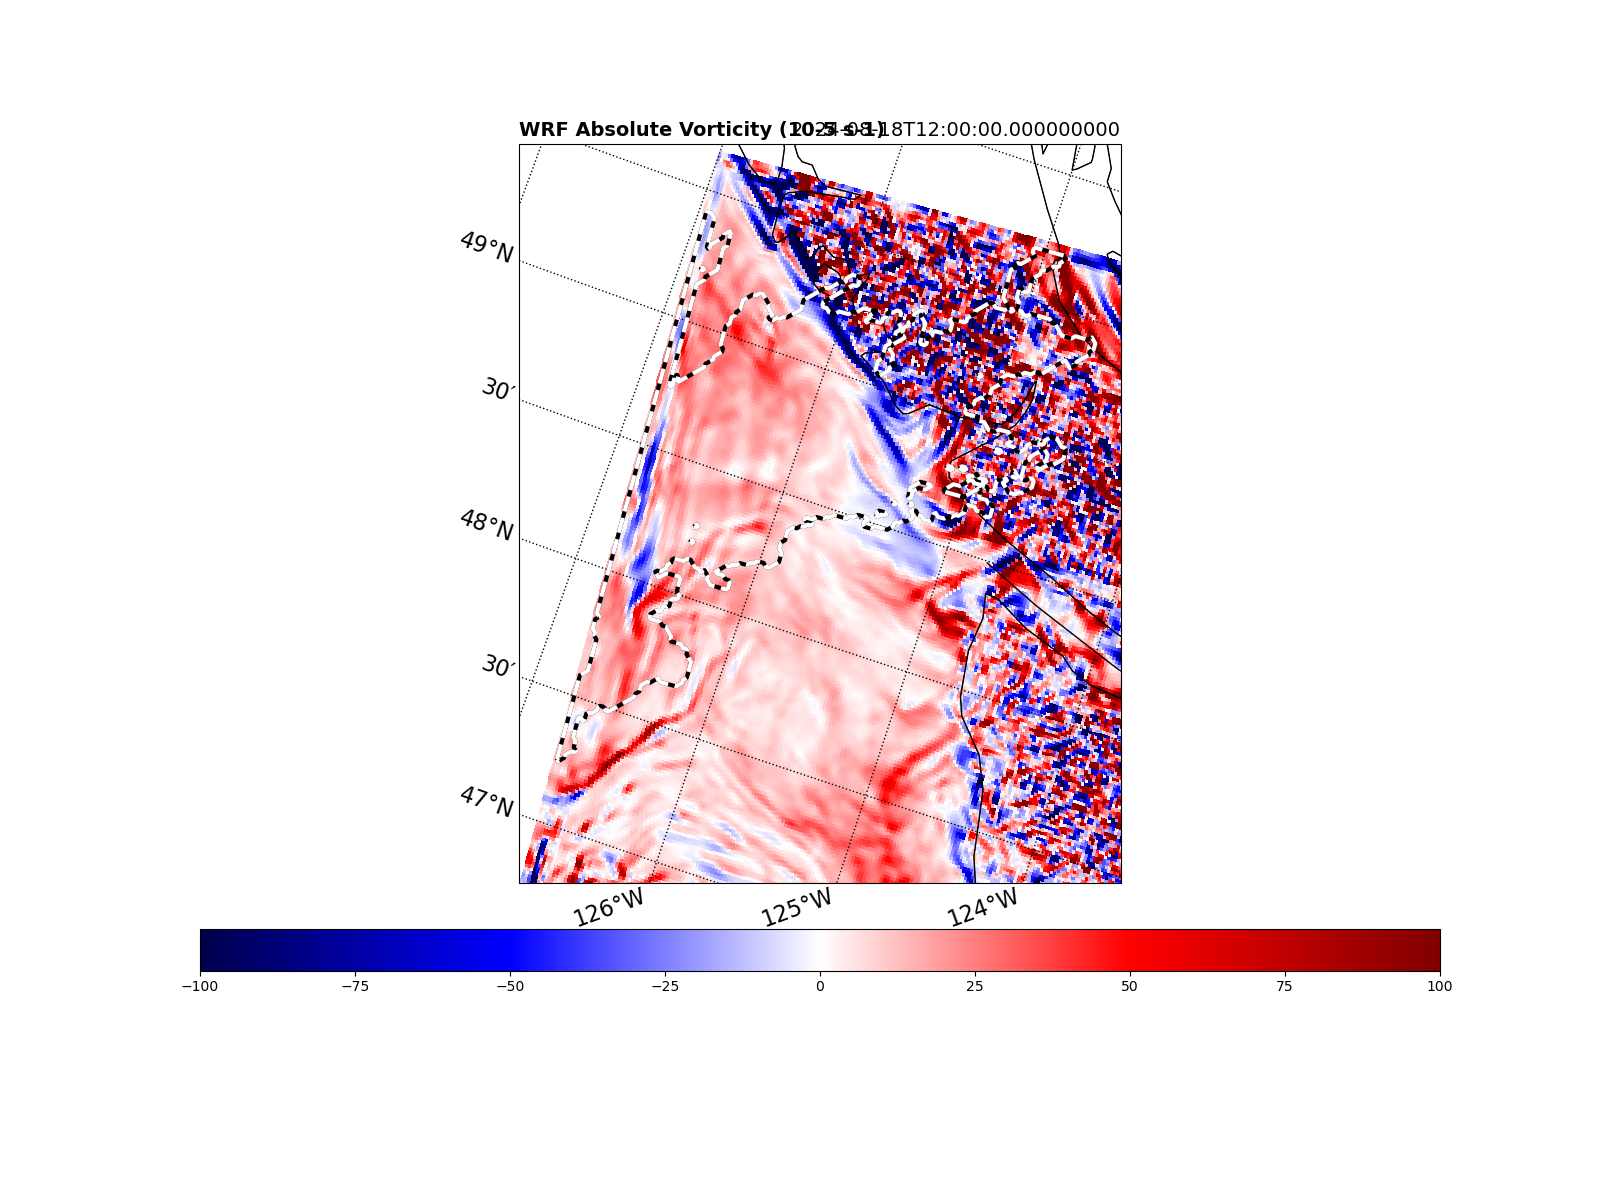 WRF Absolute Vorticity (10-5 s-1)
2024-08-18T12:00:00.000000000
49°N
30′
48°N
30′
47°N
126°W 125°W 124°W
−100 −75 −50 −25 0 25 50 75 100